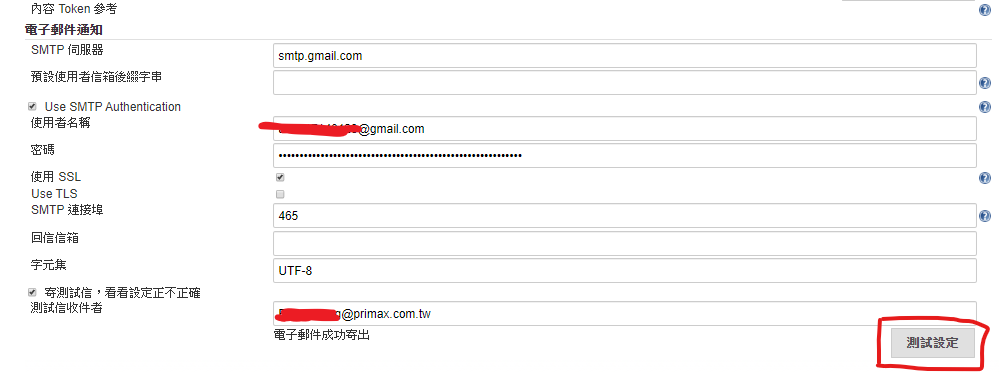 內容 Token 參考
電子郵件通知
SMTP 伺服器
smtp.gmail.com
預設使用者信箱後綴字串
Use SMTP Authentication
使用者名稱
@gmail.com
密碼
使用 SSL
Use TLS
SMTP 連接埠
465
回信信箱
字元集
UTF-8
寄測試信，看看設定正不正確
測試信收件者
g@primax.com.tw
電子郵件成功寄出
測試設定